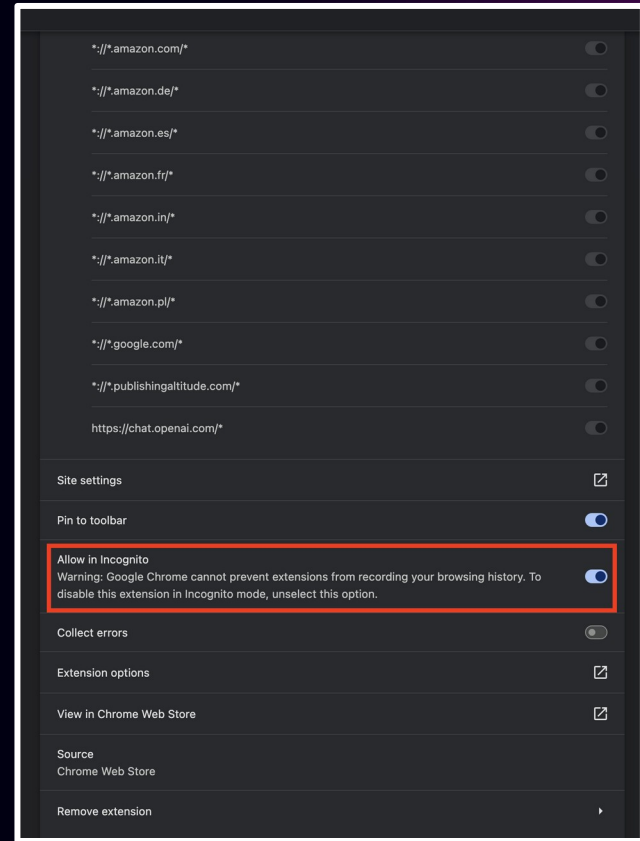 *://*.amazon.com/*
*://*.amazon.de/*
*://*.amazon.es/*
*://*.amazon.fr/*
*://*.amazon.in/*
*://*.amazon.it/*
*://*.amazon.pl/*
*://*.google.com/*
*://*.publishingaltitude.com/*
https://chat.openai.com/*
Site settings
Pin to toolbar
Allow in Incognito
Warning: Google Chrome cannot prevent extensions from recording your browsing history. To
disable this extension in Incognito mode, unselect this option.
Collect errors
Extension options
View in Chrome Web Store
Source
Chrome Web Store
Remove extension